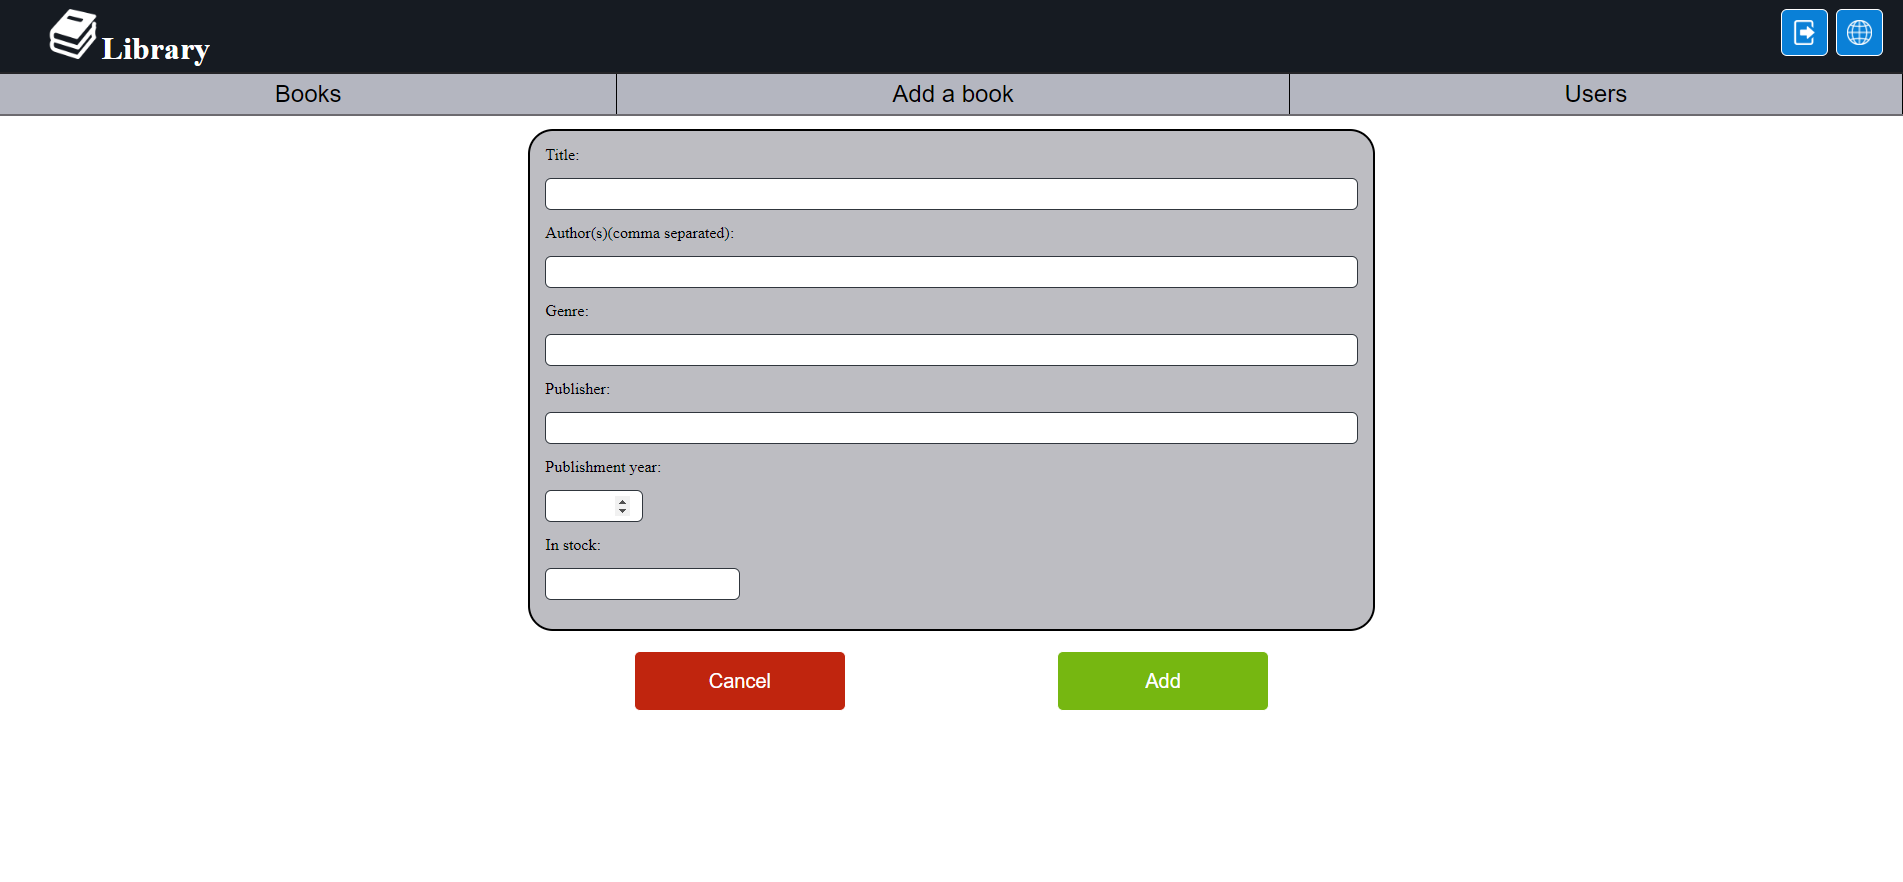 Library
Books
Add a book
Users
Title:
Author(s)(comma separated):
Genre:
Publisher:
Publishment year:
In stock:
Cancel
Add